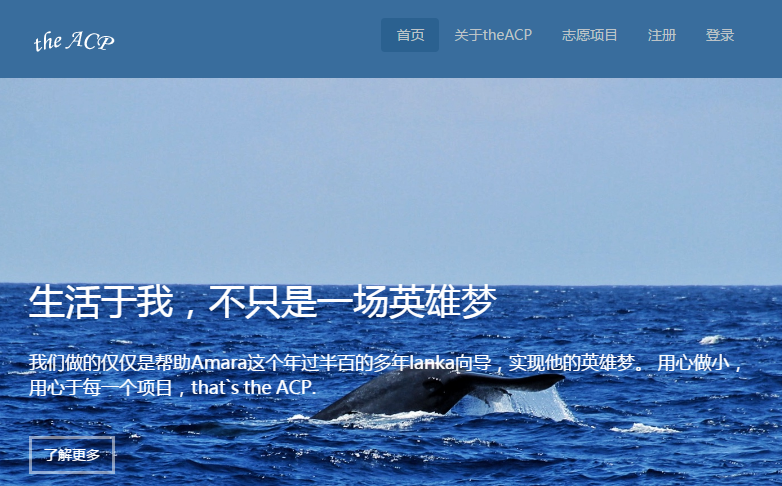 the ACP
首页 关于theACP 志愿项目 注册 登录
生活于我，不只是一场英雄梦
我们做的仅仅是帮助Amara这个年过半百的多年lanka向导，实现他的英雄梦。 用心做小，
用心于每一个项目，that`s the ACP.
了解更多